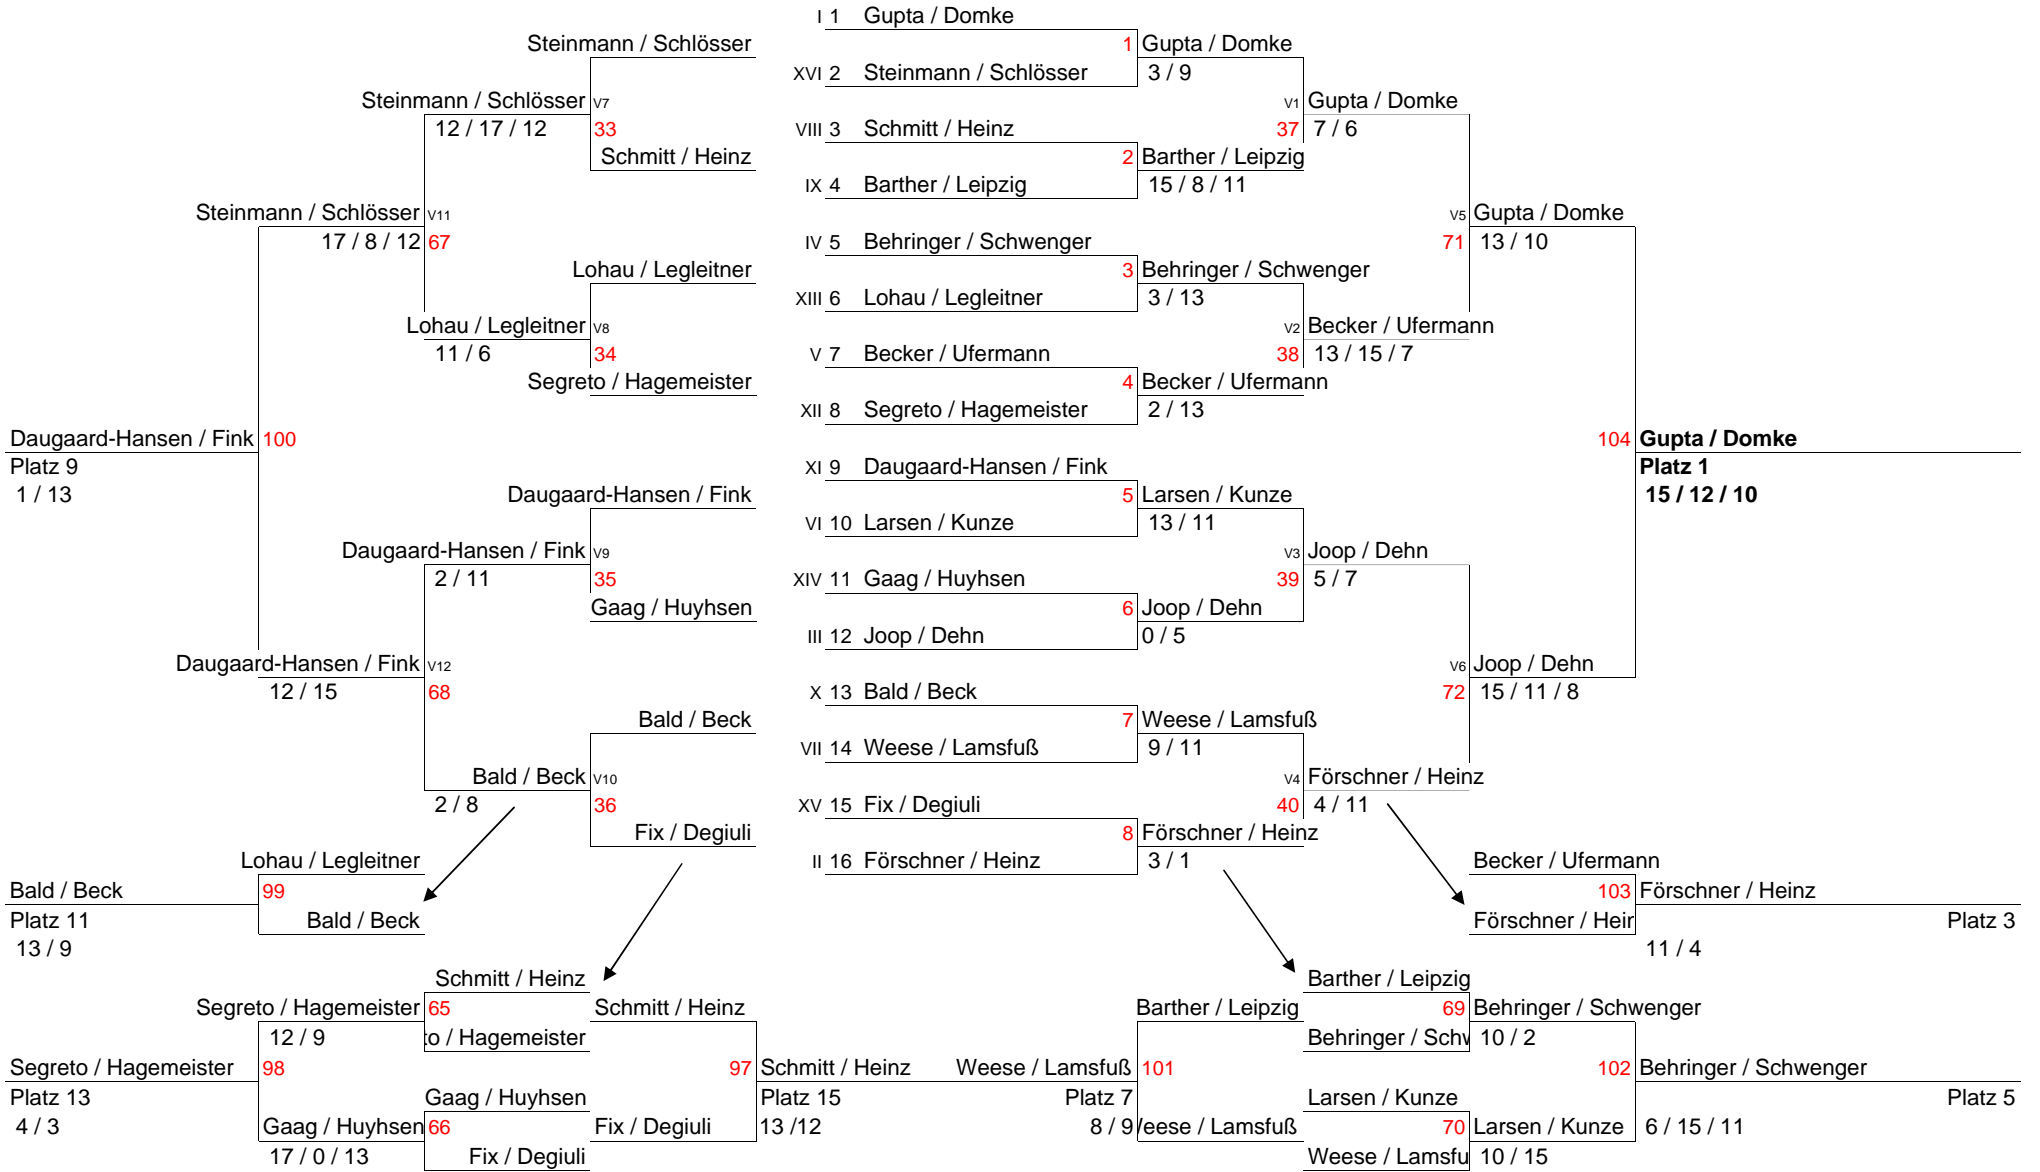 I 1 Gupta / Domke
Steinmann / Schlösser 1 Gupta / Domke
XVI 2 Steinmann / Schlösser 3 / 9
Steinmann / Schlösser V7 V1 Gupta / Domke
12 / 17 / 12 33 VIII 3 Schmitt / Heinz 37 7 / 6
Schmitt / Heinz 2 Barther / Leipzig
IX 4 Barther / Leipzig 15 / 8 / 11
Steinmann / Schlösser V11 V5 Gupta / Domke
17 / 8 / 12 67 IV 5 Behringer / Schwenger 71 13 / 10
Lohau / Legleitner 3 Behringer / Schwenger
XIII 6 Lohau / Legleitner 3 / 13
Lohau / Legleitner V8 V2 Becker / Ufermann
11 / 6 34 V 7 Becker / Ufermann 38 13 / 15 / 7
Segreto / Hagemeister 4 Becker / Ufermann
XII 8 Segreto / Hagemeister 2 / 13
Daugaard-Hansen / Fink 100 104 Gupta / Domke
Platz 9 XI 9 Daugaard-Hansen / Fink Platz 1
1 / 13 Daugaard-Hansen / Fink 5 Larsen / Kunze 15 / 12 / 10
VI 10 Larsen / Kunze 13 / 11
Daugaard-Hansen / Fink V9 V3 Joop / Dehn
2 / 11 35 XIV 11 Gaag / Huyhsen 39 5 / 7
Gaag / Huyhsen 6 Joop / Dehn
III 12 Joop / Dehn 0 / 5
Daugaard-Hansen / Fink V12 V6 Joop / Dehn
12 / 15 68 X 13 Bald / Beck 72 15 / 11 / 8
Bald / Beck 7 Weese / Lamsfuß
VII 14 Weese / Lamsfuß 9 / 11
Bald / Beck V10 V4 Förschner / Heinz
2 / 8 36 XV 15 Fix / Degiuli 40 4 / 11
Fix / Degiuli 8 Förschner / Heinz
Lohau / Legleitner II 16 Förschner / Heinz 3 / 1 Becker / Ufermann
Bald / Beck 99 103 Förschner / Heinz
Platz 11 Bald / Beck Förschner / Heir Platz 3
13 / 9 11 / 4
Schmitt / Heinz Barther / Leipzig
Segreto / Hagemeister 65 Schmitt / Heinz Barther / Leipzig 69 Behringer / Schwenger
12 / 9 to / Hagemeister Behringer / Schw 10 / 2
Segreto / Hagemeister 98 97 Schmitt / Heinz Weese / Lamsfuß 101 102 Behringer / Schwenger
Platz 13 Gaag / Huyhsen Platz 15 Platz 7 Larsen / Kunze Platz 5
4 / 3 Gaag / Huyhsen 66 Fix / Degiuli 13 /12 8 / 9 /eese / Lamsfuß 70 Larsen / Kunze 6 / 15 / 11
17 / 0 / 13 Fix / Degiuli Weese / Lamsfu 10 / 15